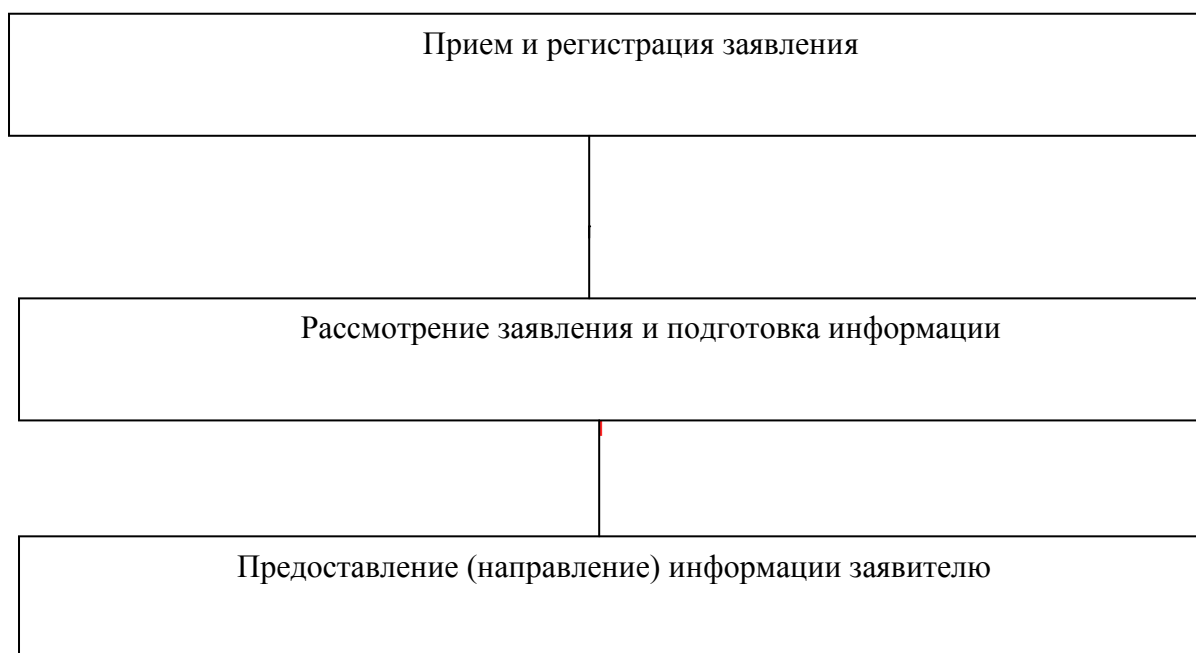 Прием и регистрация заявления
Рассмотрение заявления и подготовка информации
Предоставление (направление) информации заявителю